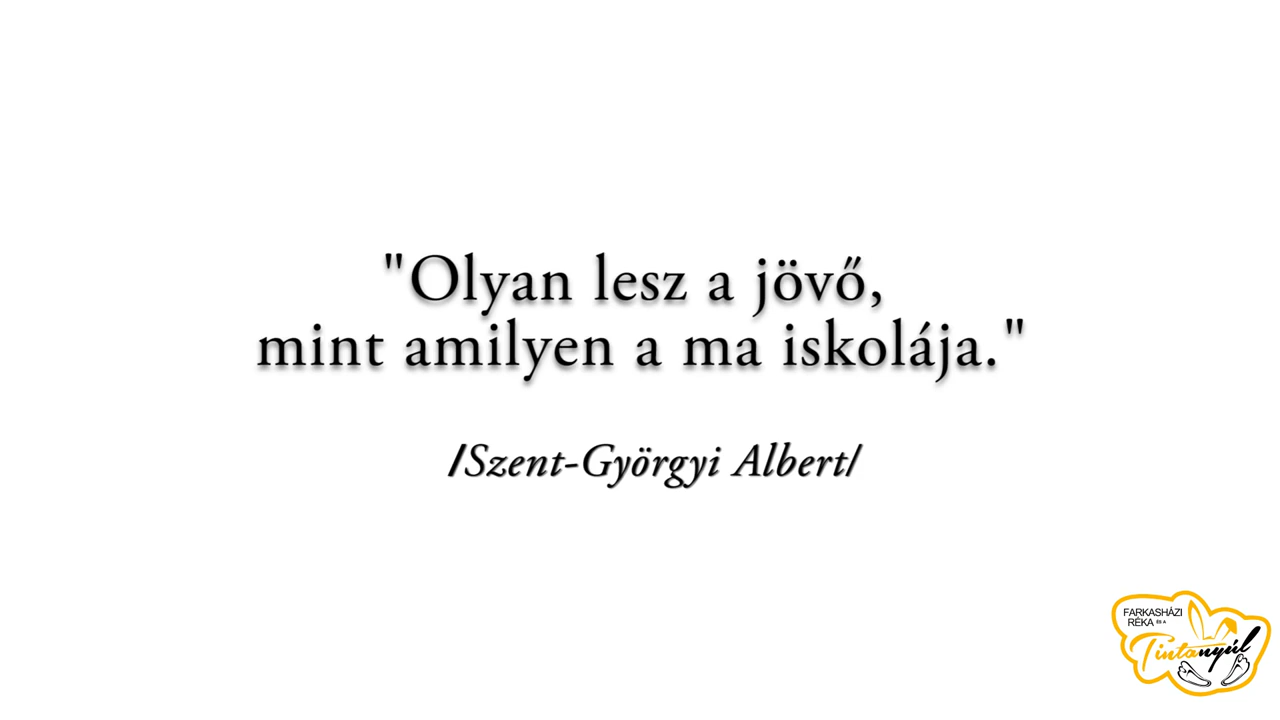 "Olyan lesz a jövő,
mint amilyen a ma iskolája."
/Szent-Györgyi Albert/
FARKASHÁZI
RÉKA ÉS A
Tintanyúl